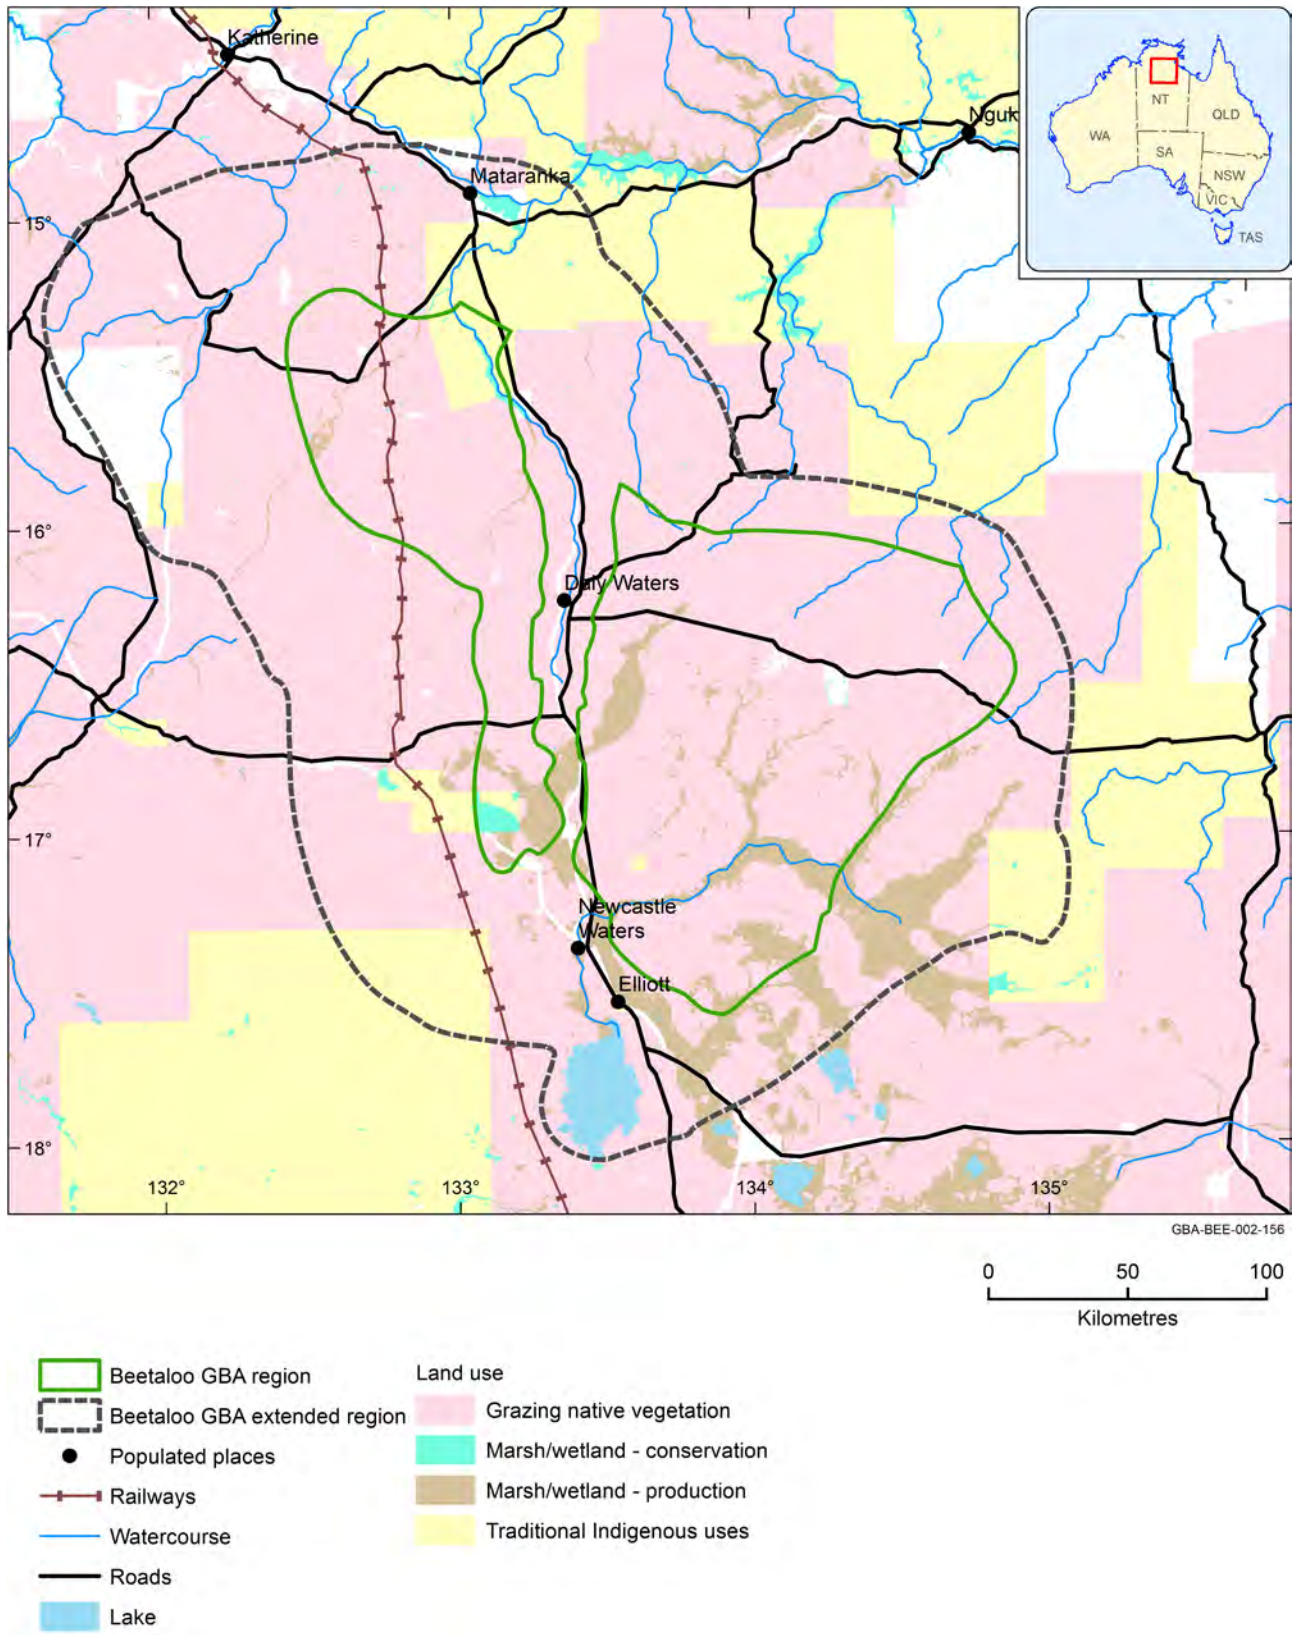 Katherine
Nguk
Mataranka
NT
WA
QLD
SA
NSW
VIC
TAS
15°
16°
Daly Waters
17°
Newcastle
Waters
Elliott
18°
132°
133°
134°
135°
GBA-BEE-002-156
0 50 100
Kilometres
Beetaloo GBA region
Beetaloo GBA extended region
Populated places
Railways
Watercourse
Roads
Lake
Land use
Grazing native vegetation
Marsh/wetland - conservation
Marsh/wetland - production
Traditional Indigenous uses